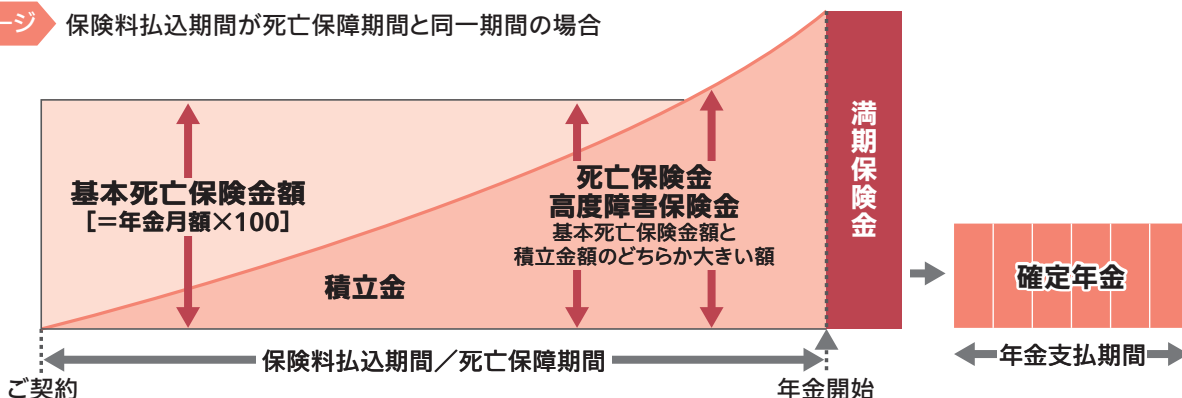 ージ
保険料払込期間が死亡保障期間と同一期間の場合
基本死亡保険金額
[=年金月額×100]
積立金
死亡保険金
高度障害保険金
基本死亡保険金額と
積立金額のどちらか大きい額
満期保険金
確定年金
保険料払込期間／死亡保障期間
年金支払期間
ご契約
年金開始